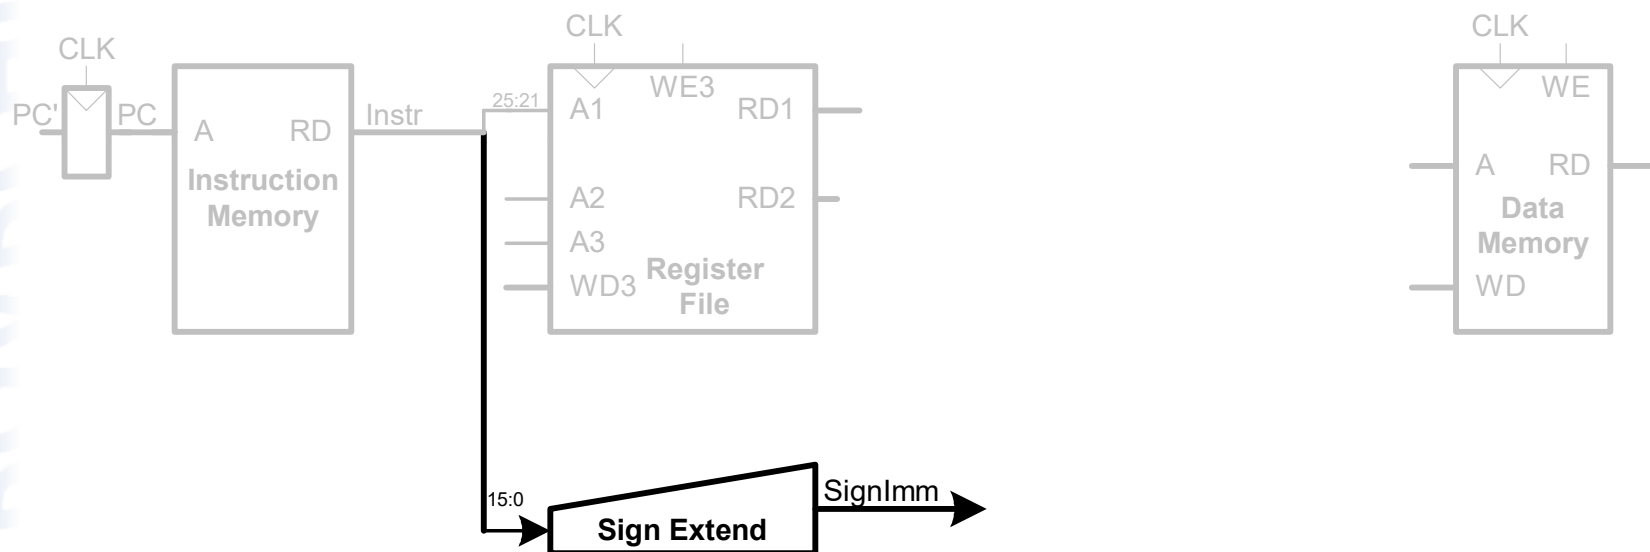 CLK
CLK
CLK
PC'
PC
Instr
25:21
A RD
Instruction
Memory
WE3
A1
RD1
A2
RD2
A3
WD3
Register
File
WE
A RD
Data
Memory
WD
15:0
Sign Extend
SignImm